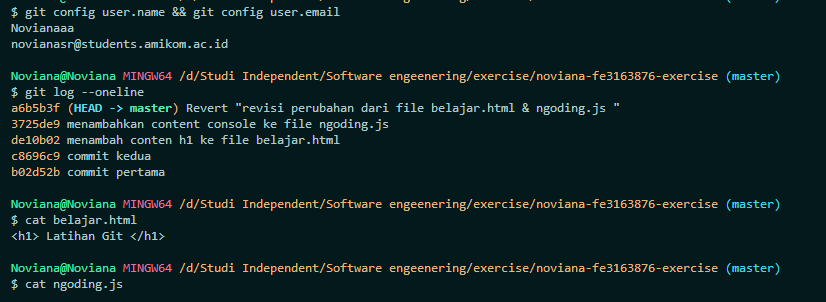 $ git config user.name && git config user.email
Novianaaa
novianasr@students.amikom.ac.id
Noviana@Noviana MINGW64 /d/Studi Independent/Software engeenering/exercise/noviana-fe3163876-exercise (master)
$ git log --oneline
a6b5b3f (HEAD -> master) Revert "revisi perubahan dari file belajar.html & ngoding.js "
3725de9 menambahkan content console ke file ngoding.js
de10b02 menambah conten h1 ke file belajar.html
c8696c9 commit kedua
b02d52b commit pertama
Noviana@Noviana MINGW64 /d/Studi Independent/Software engeenering/exercise/noviana-fe3163876-exercise (master)
$ cat belajar.html
<h1> Latihan Git </h1>
Noviana@Noviana MINGW64 /d/Studi Independent/Software engeenering/exercise/noviana-fe3163876-exercise (master)
$ cat ngoding.js